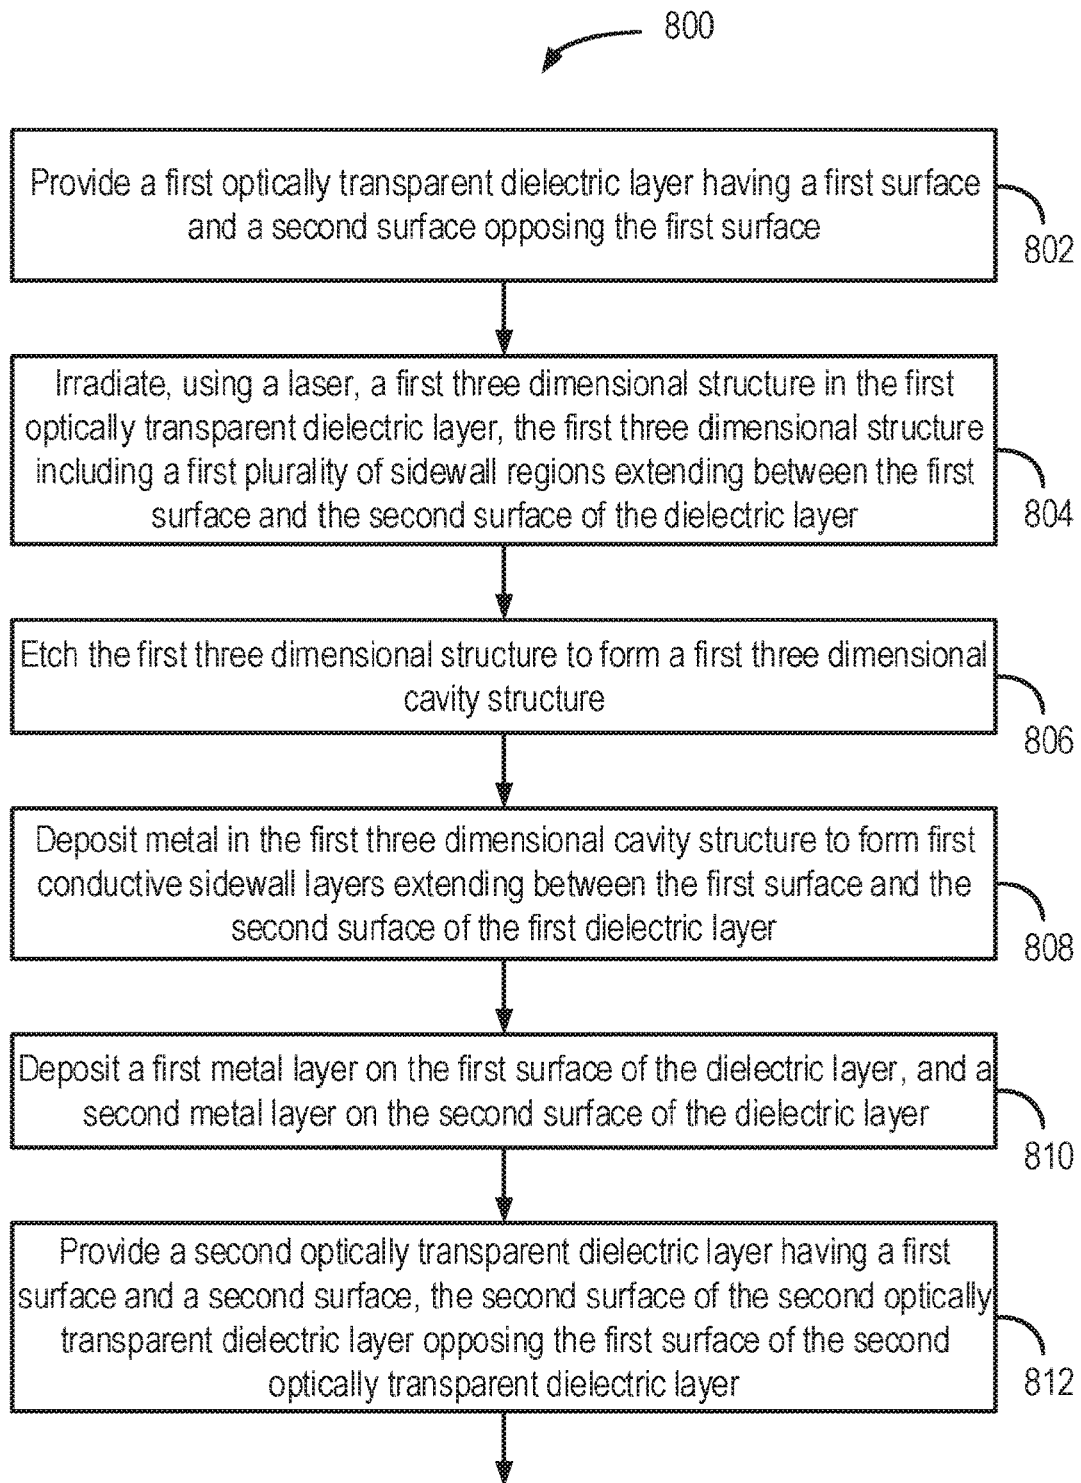 800
Provide a first optically transparent dielectric layer having a first surface
and a second surface opposing the first surface
802
Irradiate, using a laser, a first three dimensional structure in the first
optically transparent dielectric layer, the first three dimensional structure
including a first plurality of sidewall regions extending between the first
surface and the second surface of the dielectric layer
804
Etch the first three dimensional structure to form a first three dimensional
cavity structure
806
Deposit metal in the first three dimensional cavity structure to form first
conductive sidewall layers extending between the first surface and the
second surface of the first dielectric layer
808
Deposit a first metal layer on the first surface of the dielectric layer, and a
second metal layer on the second surface of the dielectric layer
810
Provide a second optically transparent dielectric layer having a first
surface and a second surface, the second surface of the second optically
transparent dielectric layer opposing the first surface of the second
optically transparent dielectric layer
812